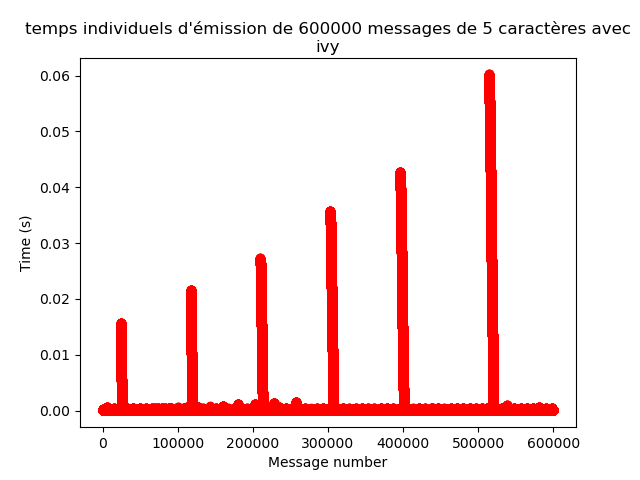 temps individuels d'émission de 600000 messages de 5 caractères avec
ivy
0.06
0.05
0.04
0.03
0.02
0.01
0.00
Time (s)
0 100000 200000 300000 400000 500000 600000
Message number